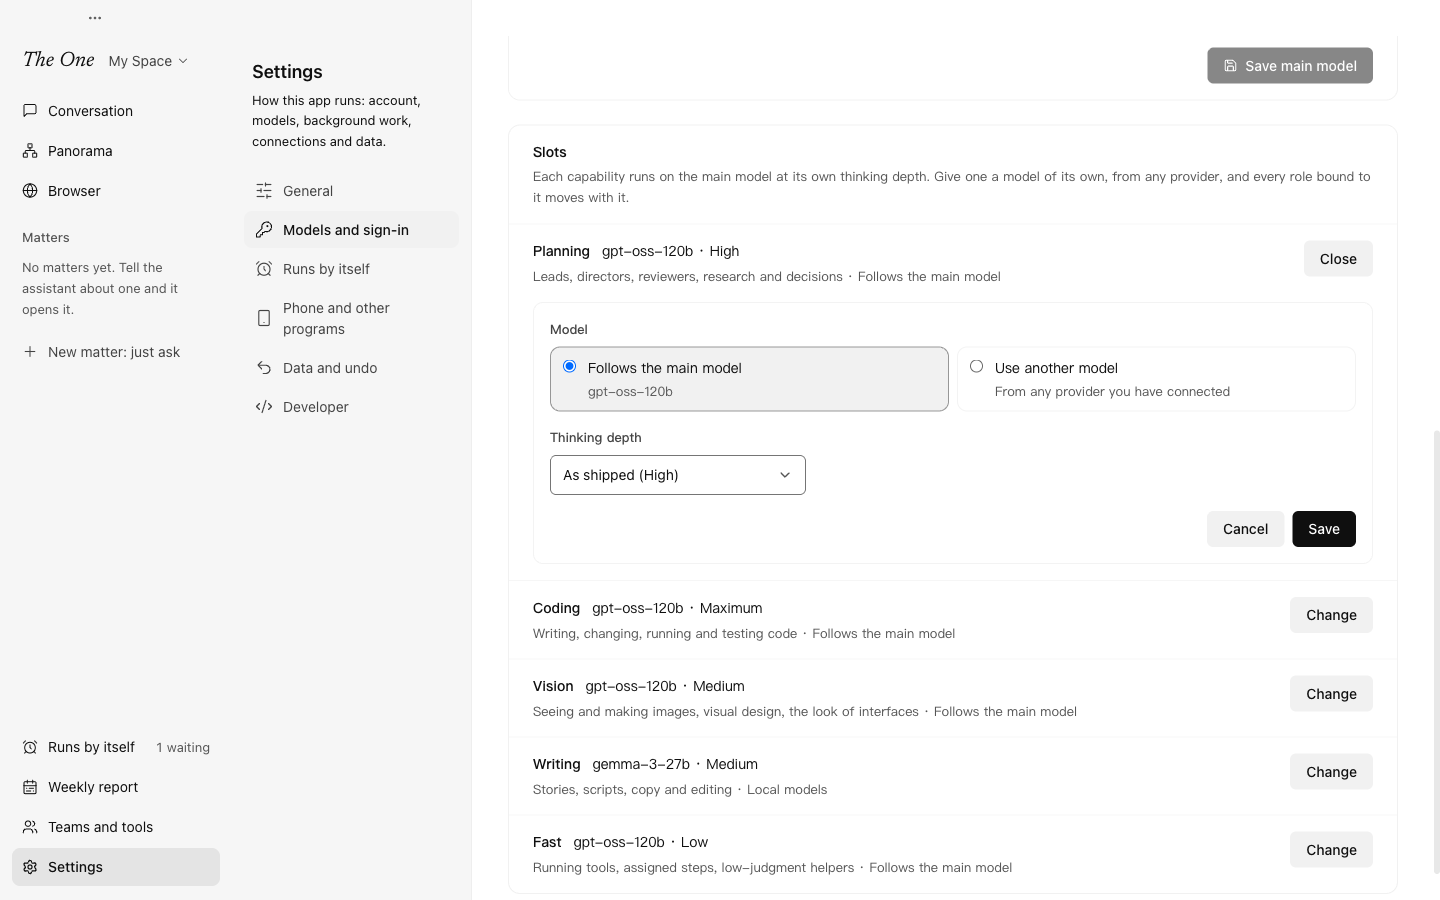 The One My Space
Conversation
Panorama
Browser
Matters
No matters yet. Tell the
assistant about one and it
opens it.
New matter: just ask
Runs by itself 1 waiting
Weekly report
Teams and tools
Settings
Settings
How this app runs: account,
models, background work,
connections and data.
General
Models and sign-in
Runs by itself
Phone and other
programs
Data and undo
Developer
Save main model
Slots
Each capability runs on the main model at its own thinking depth. Give one a model of its own, from any provider, and every role bound to
it moves with it.
Planning gpt-oss-120b · High
Leads, directors, reviewers, research and decisions · Follows the main model
Close
Model
Follows the main model
gpt-oss-120b
Use another model
From any provider you have connected
Thinking depth
As shipped (High)
Cancel Save
Coding gpt-oss-120b · Maximum
Writing, changing, running and testing code · Follows the main model
Change
Vision gpt-oss-120b · Medium
Seeing and making images, visual design, the look of interfaces · Follows the main model
Change
Writing gemma-3-27b · Medium
Stories, scripts, copy and editing · Local models
Change
Fast gpt-oss-120b · Low
Running tools, assigned steps, low-judgment helpers · Follows the main model
Change